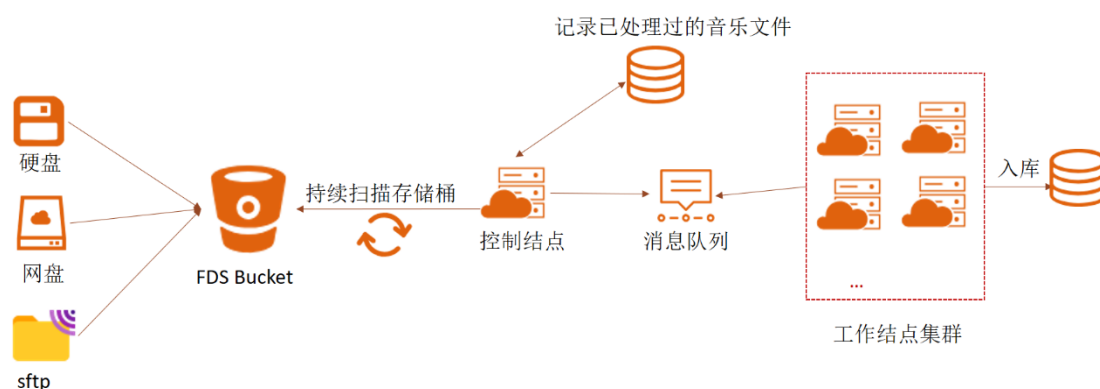 记录已处理过的音乐文件
硬盘
持续扫描存储桶
入库
控制结点
消息队列
网盘
FDS Bucket
...
工作结点集群
sftp